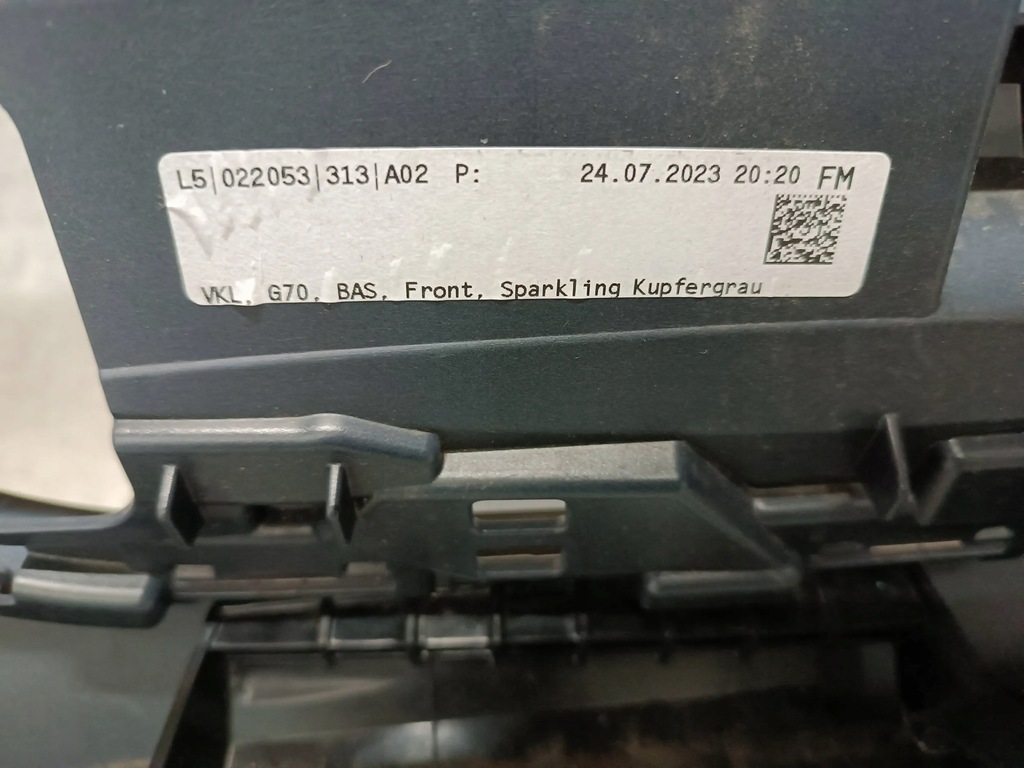 L5|022053|313|A02 P: 24.07.2023 20:20 FM
VKL, G70, BAS, Front, Sparkling Kupfergrau